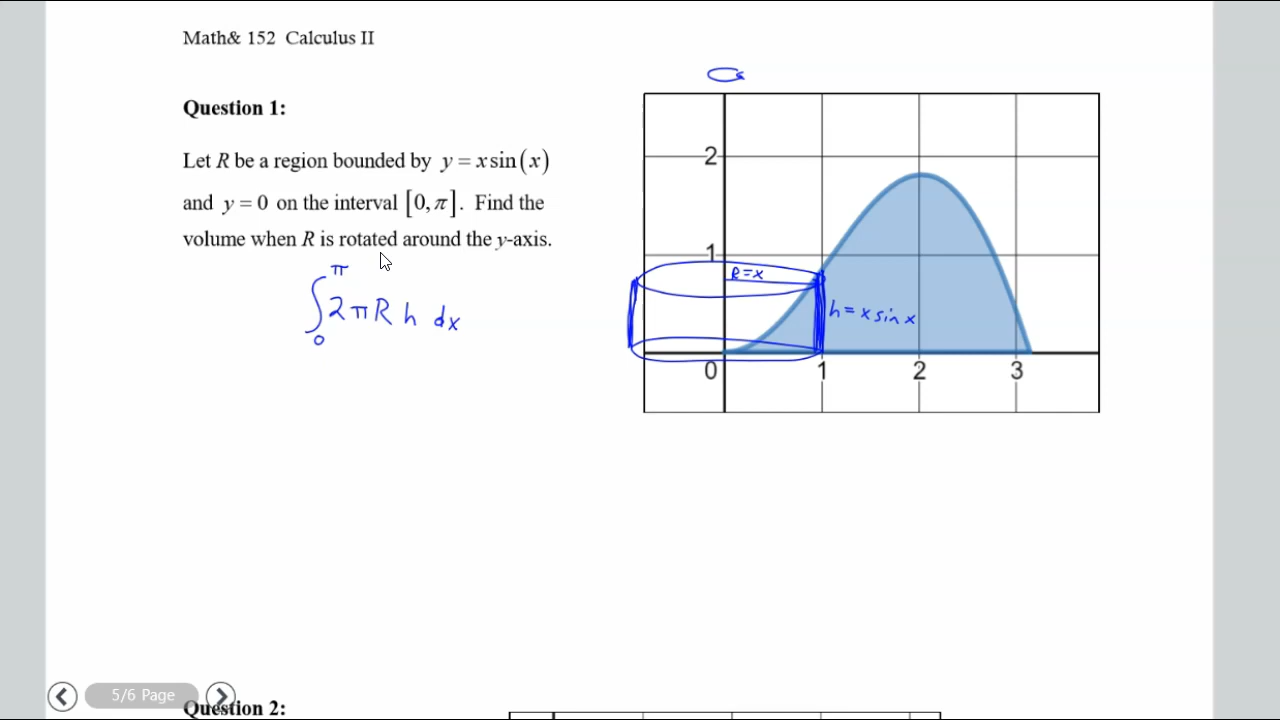 Math& 152 Calculus II
Question 1:
Let R be a region bounded by y = x sin(x)
and y = 0 on the interval [0, π]. Find the
volume when R is rotated around the y-axis.
π
∫ 2πRh dx
0
2
1
R=x
h = x sin x
0 1 2 3
5/6 Page
Question 2: